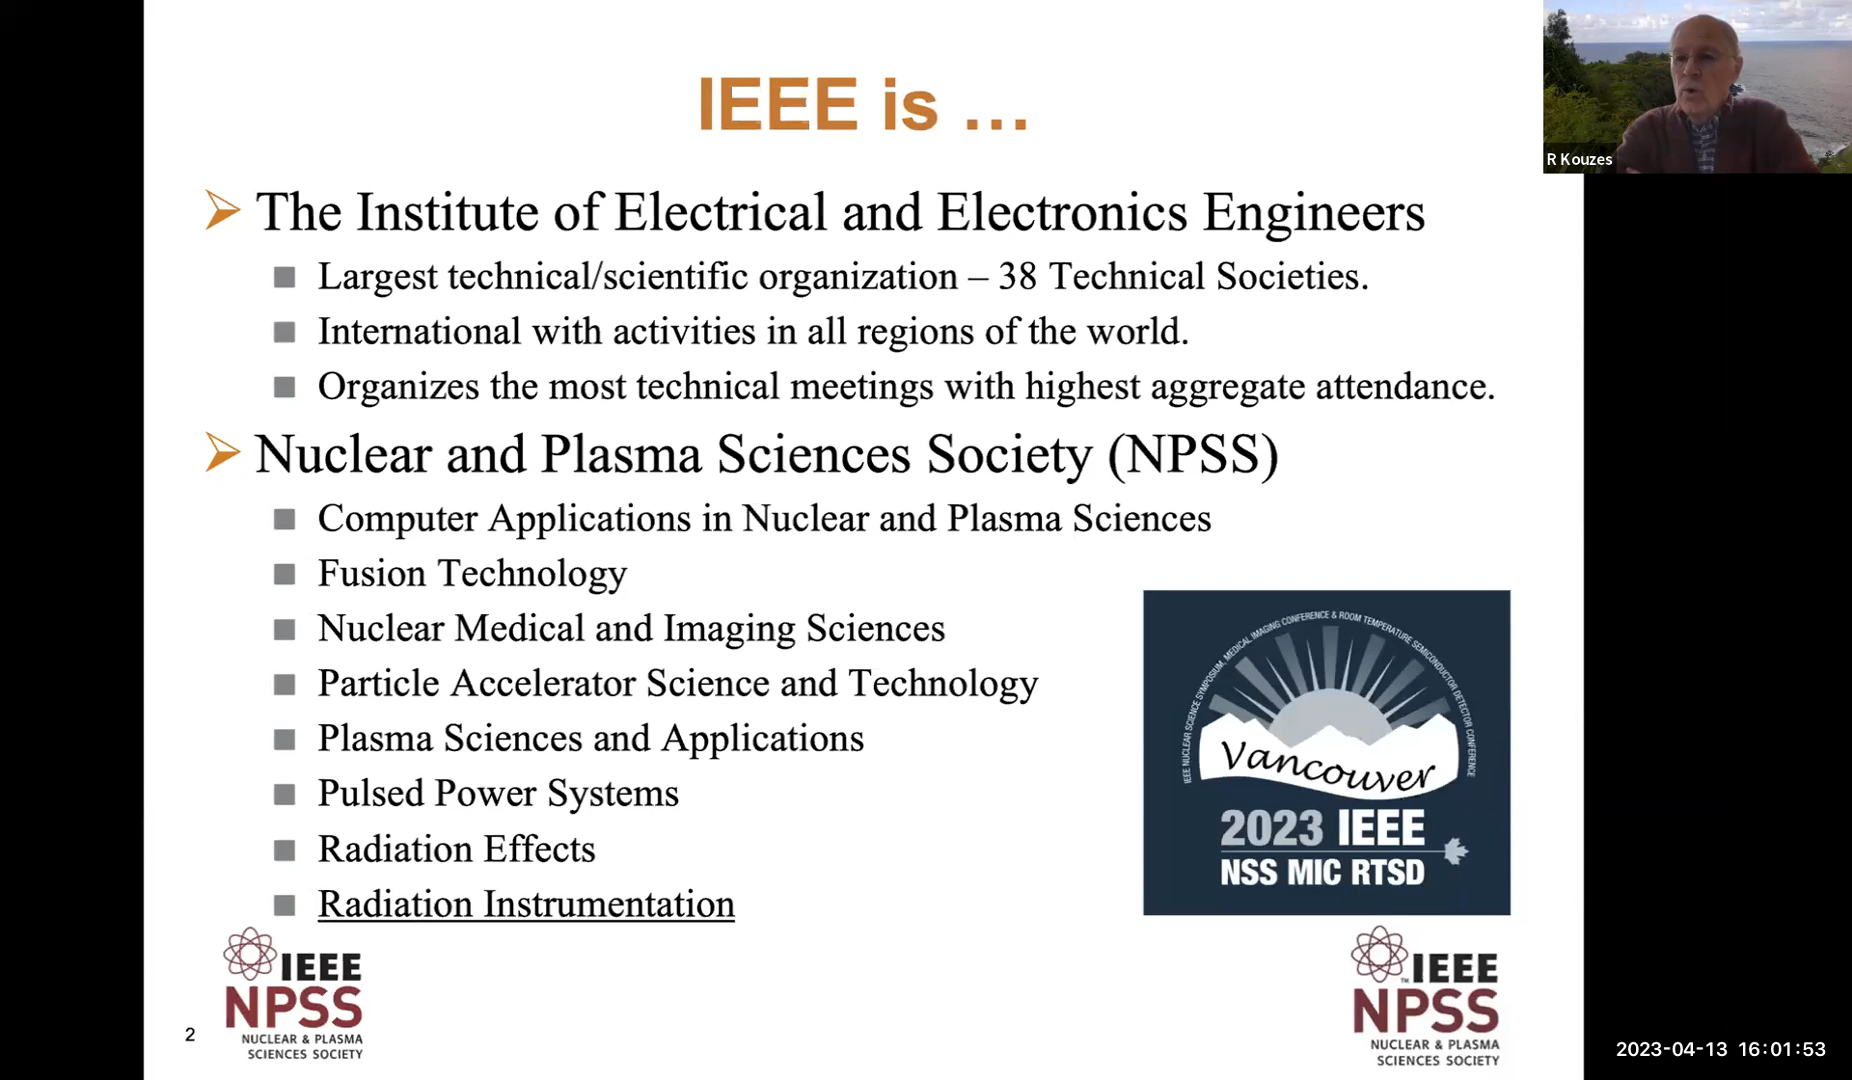 IEEE is …
R Kouzes
The Institute of Electrical and Electronics Engineers
Largest technical/scientific organization – 38 Technical Societies.
International with activities in all regions of the world.
Organizes the most technical meetings with highest aggregate attendance.
Nuclear and Plasma Sciences Society (NPSS)
Computer Applications in Nuclear and Plasma Sciences
Fusion Technology
Nuclear Medical and Imaging Sciences
Particle Accelerator Science and Technology
Plasma Sciences and Applications
Pulsed Power Systems
Radiation Effects
Radiation Instrumentation
IEEE NUCLEAR SCIENCE SYMPOSIUM, MEDICAL IMAGING CONFERENCE & ROOM TEMPERATURE SEMICONDUCTOR DETECTOR CONFERENCE
Vancouver
2023 IEEE
NSS MIC RTSD
2
IEEE
NPSS
NUCLEAR & PLASMA
SCIENCES SOCIETY
™IEEE
NPSS
NUCLEAR & PLASMA
SCIENCES SOCIETY
2023-04-13 16:01:53